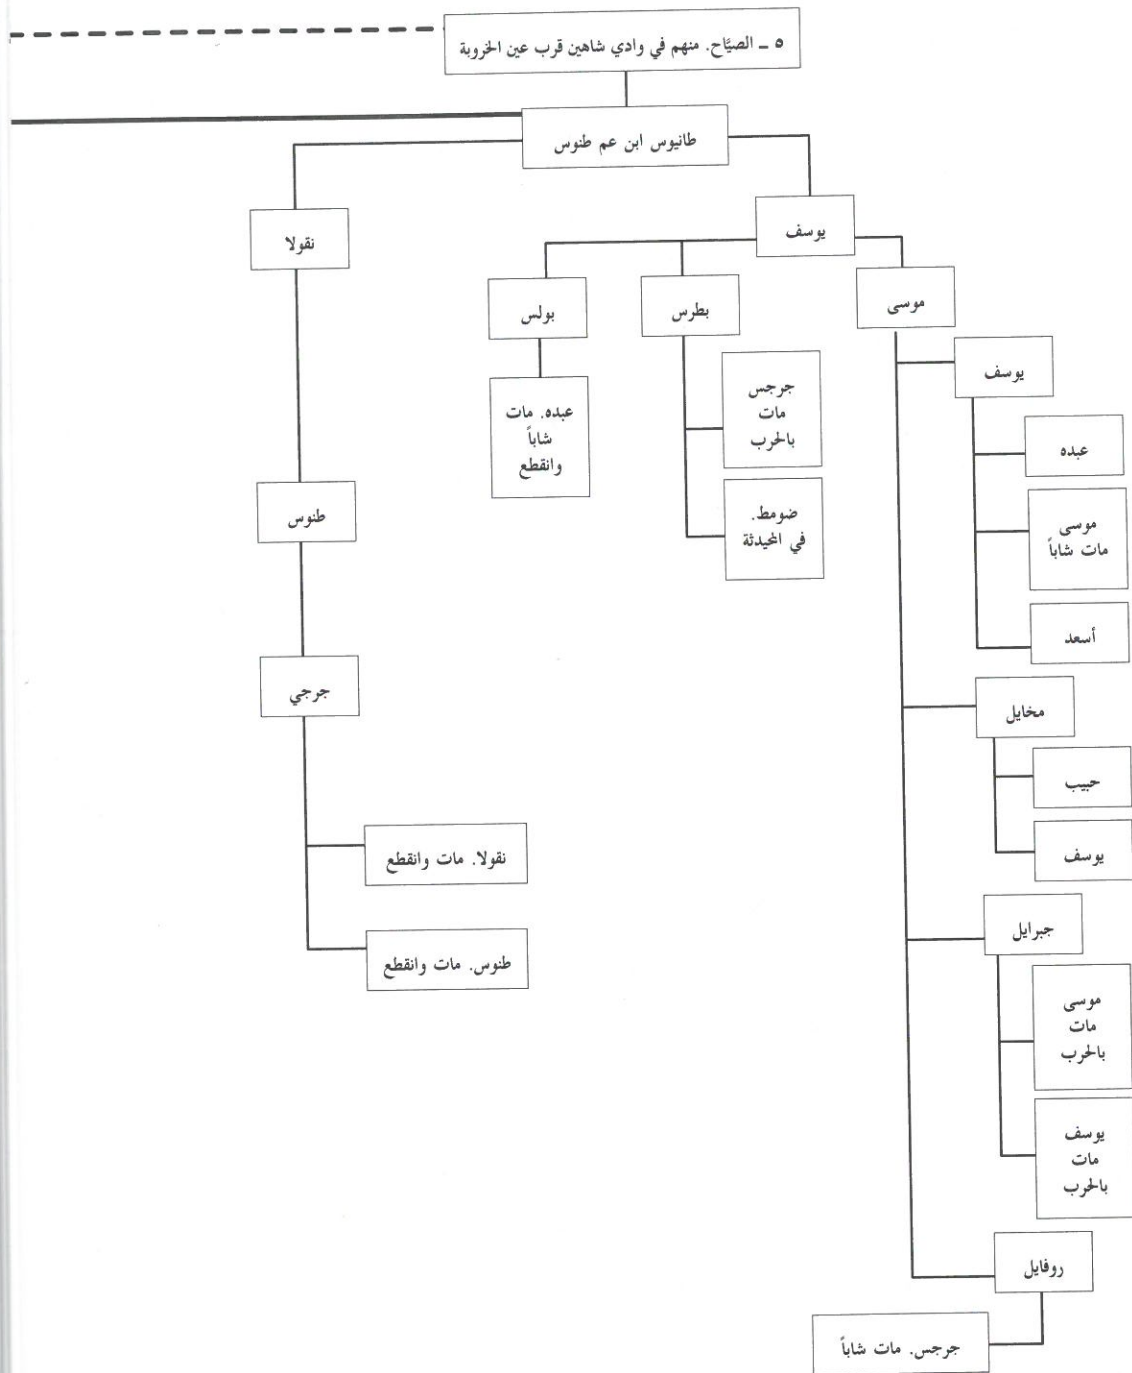 ٥ ــ الصيَّاح. منهم في وادي شاهين قرب عين الخروبة
طانيوس ابن عم طنوس
يوسف
نقولا
موسى
بطرس
بولس
يوسف
جرجس
مات
بالحرب
عبده. مات
شاباً
وانقطع
عبده
ضومط.
في المحيدثة
طنوس
موسى
مات شاباً
أسعد
جرجي
مخايل
حبيب
يوسف
نقولا. مات وانقطع
جبرايل
طنوس. مات وانقطع
موسى
مات
بالحرب
يوسف
مات
بالحرب
روفايل
جرجس. مات شاباً